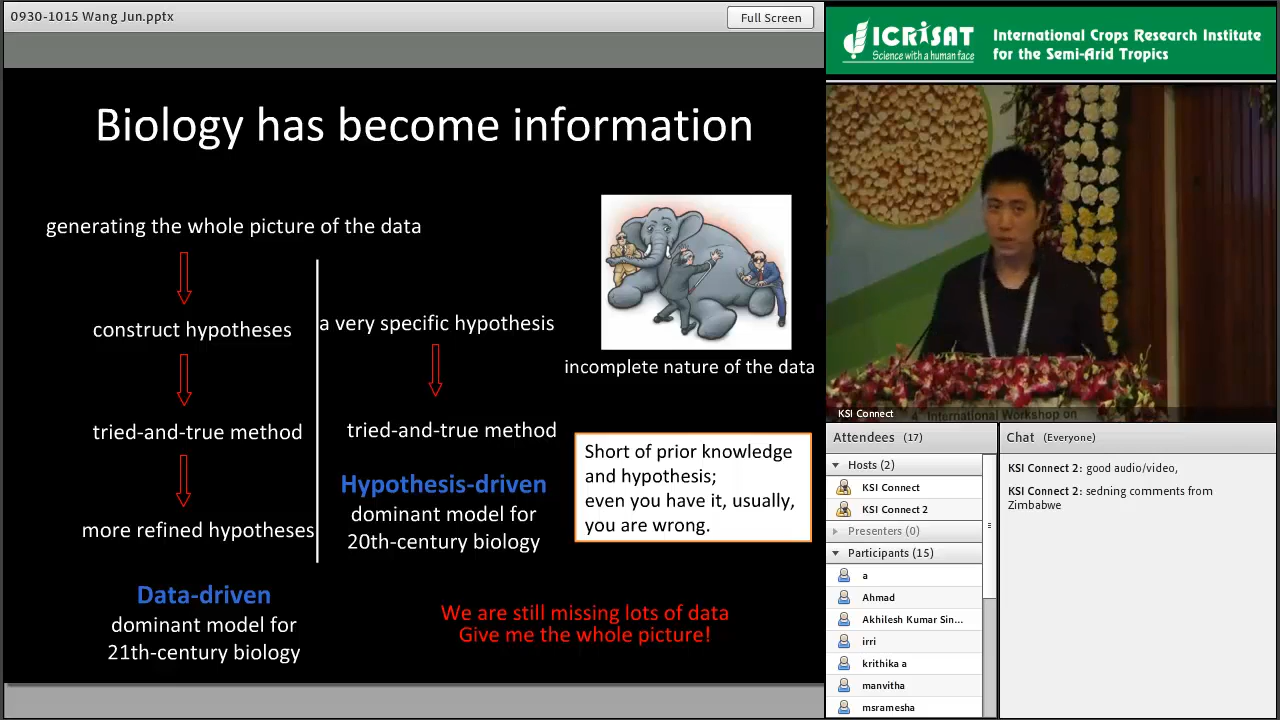 0930-1015 Wang Jun.pptx
Full Screen
Biology has become information
generating the whole picture of the data
construct hypotheses
tried-and-true method
more refined hypotheses
Data-driven
dominant model for
21th-century biology
a very specific hypothesis
tried-and-true method
Hypothesis-driven
dominant model for
20th-century biology
incomplete nature of the data
Short of prior knowledge
and hypothesis;
even you have it, usually,
you are wrong.
We are still missing lots of data
Give me the whole picture!
ICRISAT
Science with a human face
International Crops Research Institute
for the Semi-Arid Tropics
KSI Connect
International Workshop on
Attendees (17)
Hosts (2)
KSI Connect
KSI Connect 2
Presenters (0)
Participants (15)
a
Ahmad
Akhilesh Kumar Sin...
irri
krithika a
manvitha
msramesha
Chat (Everyone)
KSI Connect 2: good audio/video,
KSI Connect 2: sedning comments from
Zimbabwe